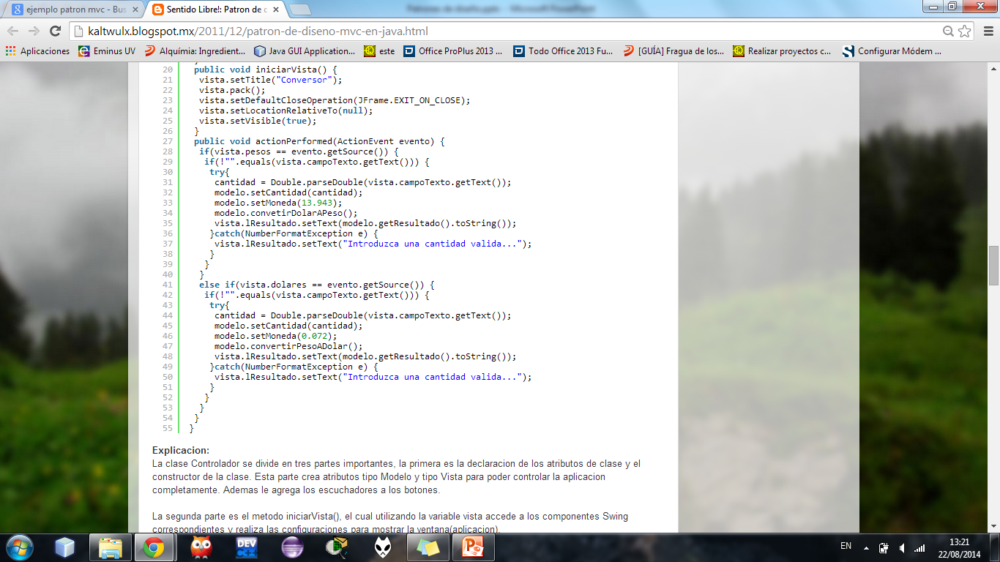 Patrones de diseño.pptx - Microsoft PowerPoint
ejemplo patron mvc - Bus
Sentido Libre!: Patron de d
kaltwulx.blogspot.mx/2011/12/patron-de-diseno-mvc-en-java.html
Aplicaciones Eminus UV Alquímia: Ingredient... Java GUI Application... este Office ProPlus 2013 ... Todo Office 2013 Fu... [GUÍA] Fragua de los... Realizar proyectos c... Configurar Módem ...
20 public void iniciarVista() {
21 vista.setTitle("Conversor");
22 vista.pack();
23 vista.setDefaultCloseOperation(JFrame.EXIT_ON_CLOSE);
24 vista.setLocationRelativeTo(null);
25 vista.setVisible(true);
26 }
27 public void actionPerformed(ActionEvent evento) {
28 if(vista.pesos == evento.getSource()) {
29 if(!"".equals(vista.campoTexto.getText())) {
30 try{
31 cantidad = Double.parseDouble(vista.campoTexto.getText());
32 modelo.setCantidad(cantidad);
33 modelo.setMoneda(13.943);
34 modelo.convetirDolarAPeso();
35 vista.lResultado.setText(modelo.getResultado().toString());
36 }catch(NumberFormatException e) {
37 vista.lResultado.setText("Introduzca una cantidad valida...");
38 }
39 }
40 }
41 else if(vista.dolares == evento.getSource()) {
42 if(!"".equals(vista.campoTexto.getText())) {
43 try{
44 cantidad = Double.parseDouble(vista.campoTexto.getText());
45 modelo.setCantidad(cantidad);
46 modelo.setMoneda(0.072);
47 modelo.convertirPesoADolar();
48 vista.lResultado.setText(modelo.getResultado().toString());
49 }catch(NumberFormatException e) {
50 vista.lResultado.setText("Introduzca una cantidad valida...");
51 }
52 }
53 }
54 }
55 }
Explicacion:
La clase Controlador se divide en tres partes importantes, la primera es la declaracion de los atributos de clase y el
constructor de la clase. Esta parte crea atributos tipo Modelo y tipo Vista para poder controlar la aplicacion
completamente. Ademas le agrega los escuchadores a los botones.
La segunda parte es el metodo iniciarVista(), el cual utilizando la variable vista accede a los componentes Swing
correspondientes y realiza las configuraciones para mostrar la ventana(aplicacion).
DEV
C++
EN
13:21
22/08/2014